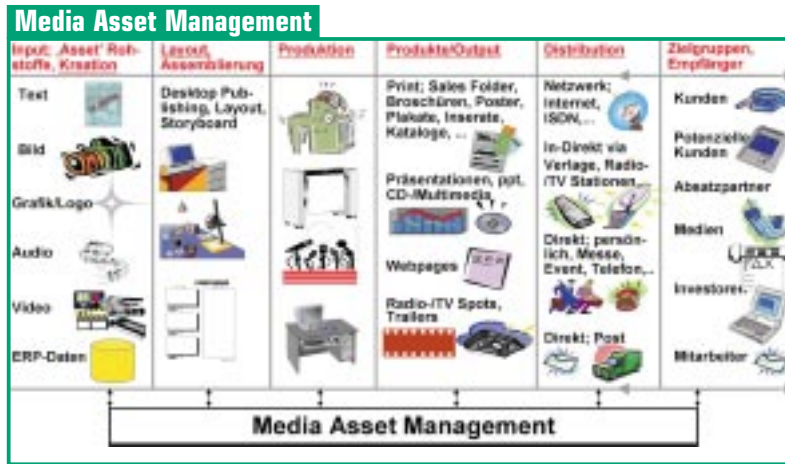 Media Asset Management
Input; ‚Asset' Roh-
stoffe, Kreation
Text
Bild
Grafik/Logo
Audio
Video
ERP-Daten
Layout,
Assemblierung
Desktop Pub-
lishing, Layout,
Storyboard
Produktion
Produkte/Output
Print; Sales Folder,
Broschüren, Poster,
Plakate, Inserate,
Kataloge, ...
Präsentationen, ppt,
CD-/Multimedia
Webpages
Radio-/TV Spots,
Trailers
Distribution
Netzwerk;
Internet,
ISDN,...
In-Direkt via
Verlage, Radio-
/TV Stationen,..
Direkt; persön-
lich, Messe,
Event, Telefon,..
Direkt; Post
Zielgruppen,
Empfänger
Kunden
Potenzielle
Kunden
Absatzpartner
Medien
Investoren
Mitarbeiter
Media Asset Management